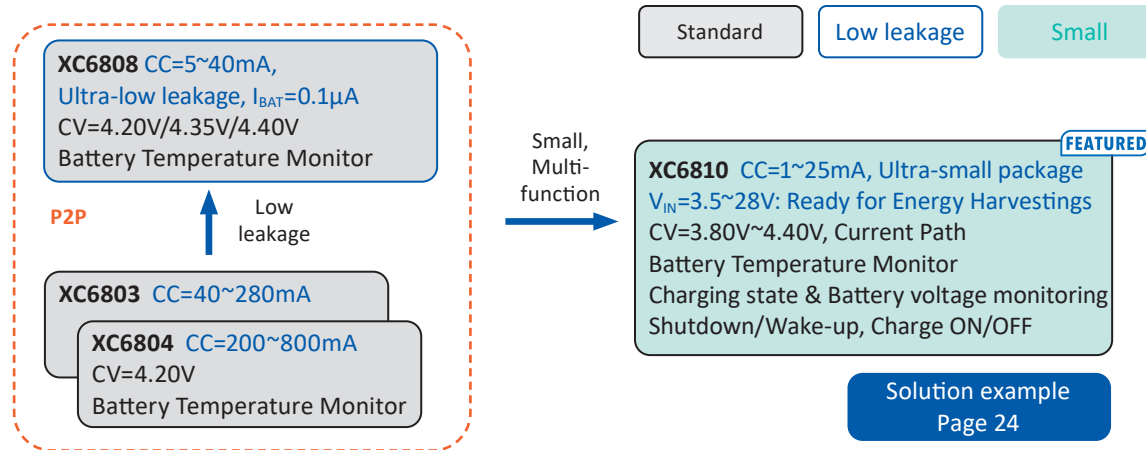 Standard
Low leakage
Small
XC6808 CC=5~40mA,
Ultra-low leakage, IBAT=0.1µA
CV=4.20V/4.35V/4.40V
Battery Temperature Monitor
P2P
Low
leakage
XC6803 CC=40~280mA
XC6804 CC=200~800mA
CV=4.20V
Battery Temperature Monitor
Small,
Multi-
function
FEATURED
XC6810 CC=1~25mA, Ultra-small package
VIN=3.5~28V: Ready for Energy Harvestings
CV=3.80V~4.40V, Current Path
Battery Temperature Monitor
Charging state & Battery voltage monitoring
Shutdown/Wake-up, Charge ON/OFF
Solution example
Page 24